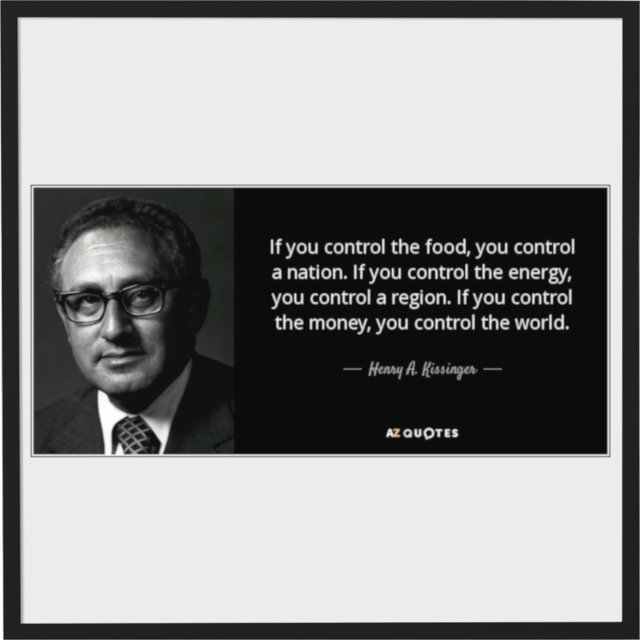 If you control the food, you control
a nation. If you control the energy,
you control a region. If you control
the money, you control the world.
— Henry A. Kissinger —
AZ QUOTES